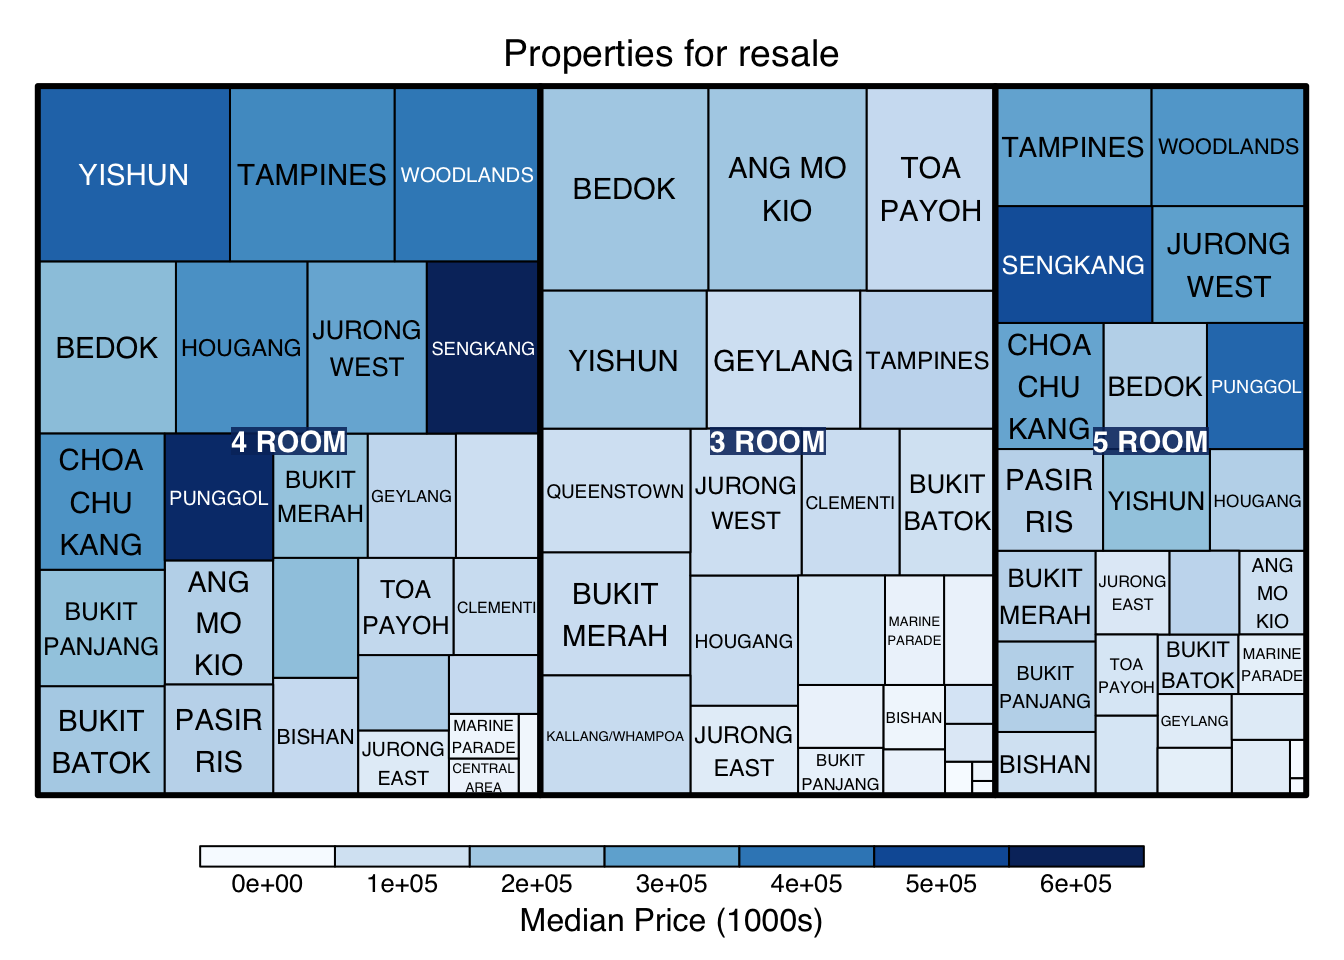 Properties for resale
YISHUN
TAMPINES
WOODLANDS
BEDOK
HOUGANG
JURONG
WEST
SENGKANG
4 ROOM
CHOA
CHU
KANG
PUNGGOL
BUKIT
MERAH
GEYLANG
BUKIT
PANJANG
ANG
MO
KIO
TOA
PAYOH
CLEMENTI
BUKIT
BATOK
PASIR
RIS
BISHAN
JURONG
EAST
MARINE
PARADE
CENTRAL
AREA
BEDOK
ANG MO
KIO
TOA
PAYOH
YISHUN
GEYLANG
TAMPINES
3 ROOM
QUEENSTOWN
JURONG
WEST
CLEMENTI
BUKIT
BATOK
BUKIT
MERAH
HOUGANG
MARINE
PARADE
KALLANG/WHAMPOA
JURONG
EAST
BISHAN
BUKIT
PANJANG
TAMPINES
WOODLANDS
SENGKANG
JURONG
WEST
CHOA
CHU
KANG
BEDOK
PUNGGOL
5 ROOM
PASIR
RIS
YISHUN
HOUGANG
BUKIT
MERAH
JURONG
EAST
ANG
MO
KIO
BUKIT
PANJANG
TOA
PAYOH
BUKIT
BATOK
MARINE
PARADE
GEYLANG
BISHAN
0e+00 1e+05 2e+05 3e+05 4e+05 5e+05 6e+05
Median Price (1000s)